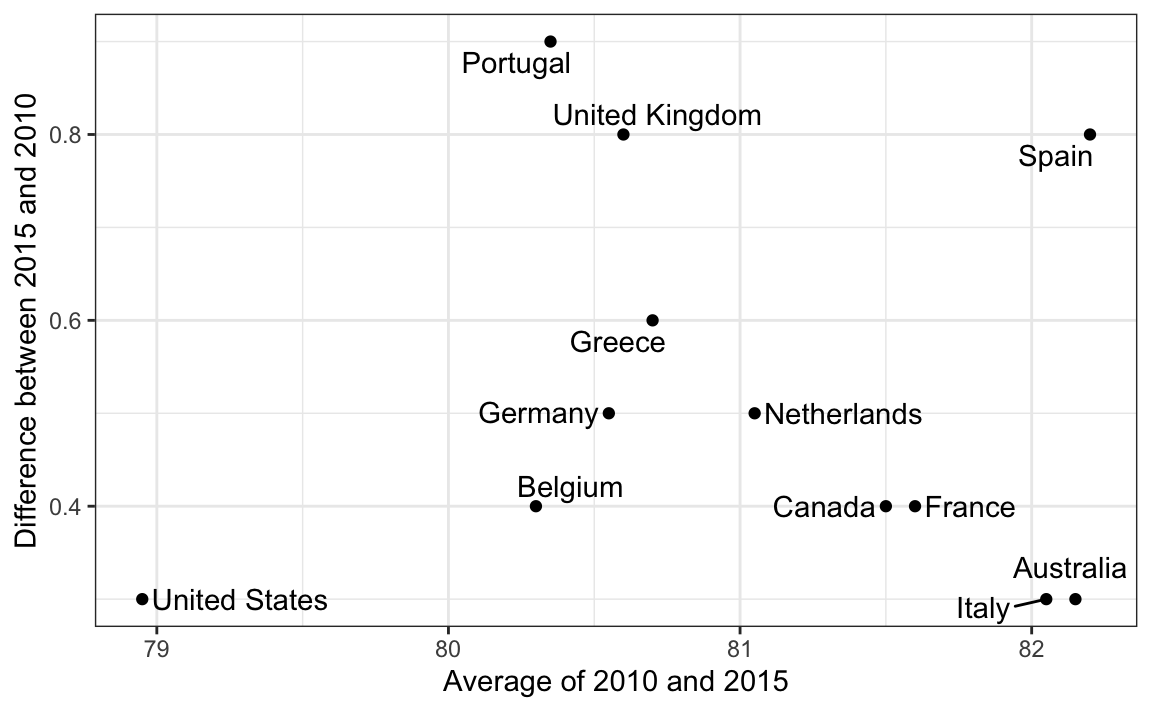 Portugal
United Kingdom
0.8
Spain
Difference between 2015 and 2010
0.6
Greece
Germany
Netherlands
Belgium
0.4
Canada
France
Australia
United States
Italy
79
80
81
82
Average of 2010 and 2015